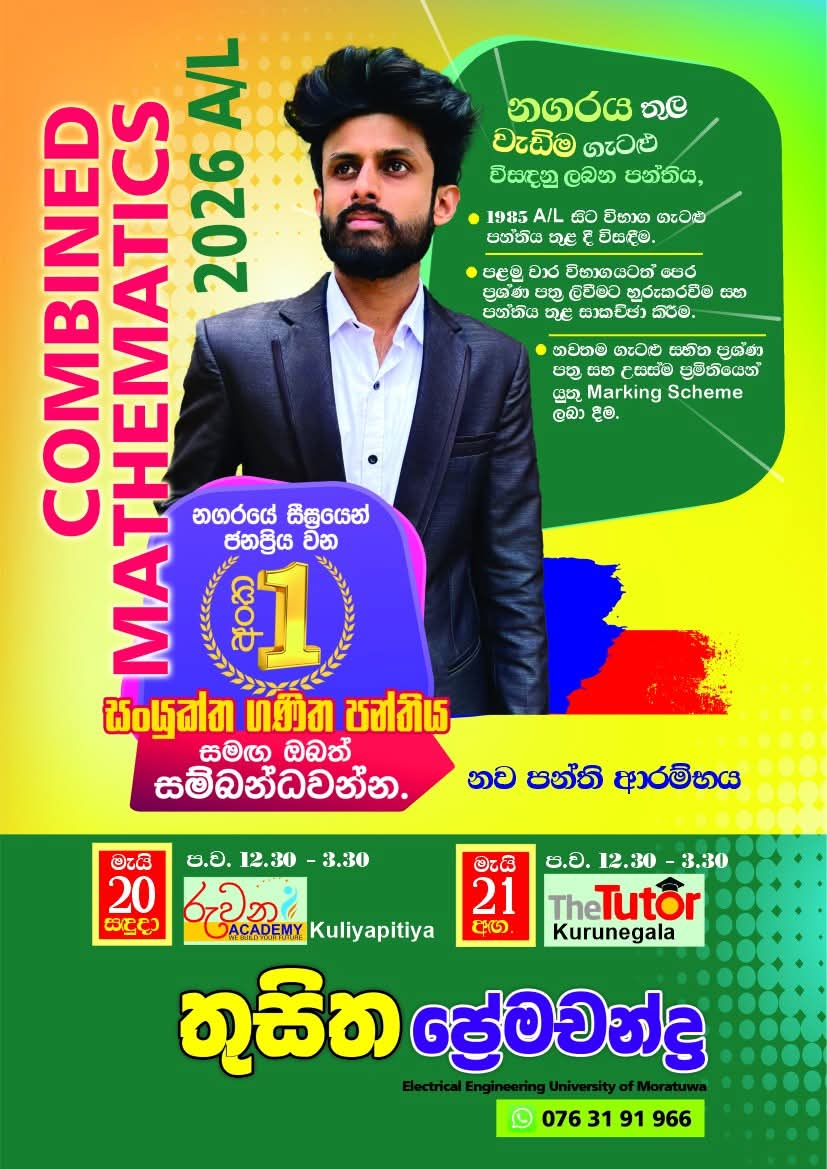 COMBINED
MATHEMATICS
2026 A/L
නගරය තුල
වැඩිම ගැටළු
විසඳනු ලබන පන්තිය,
1985 A/L සිට විභාග ගැටළු
පන්තිය තුළ දී විසඳීම.
පළමු වාර විභාගයටත් පෙර
ප්‍රශ්ණ පත්‍ර ලිවීමට හුරුකරවීම සහ
පන්තිය තුළ සාකච්ඡා කිරීම.
නවතම ගැටළු සහිත ප්‍රශ්ණ
පත්‍ර සහ උසස්ම ප්‍රමිතියෙන්
යුතු Marking Scheme
ලබා දීම.
නගරයේ සීඝ්‍රයෙන්
ජනප්‍රිය වන
අංක 1
සංයුක්ත ගණිත පන්තිය
සමඟ ඔබත්
සම්බන්ධවන්න.
නව පන්ති ආරම්භය
මැයි
20
සඳුදා
ප.ව. 12.30 - 3.30
රුවන
ACADEMY
WE BUILD YOUR FUTURE
Kuliyapitiya
මැයි
21
අඟ.
ප.ව. 12.30 - 3.30
The Tutor
Kurunegala
තුසිත ප්‍රේමචන්ද්‍ර
Electrical Engineering University of Moratuwa
076 31 91 966